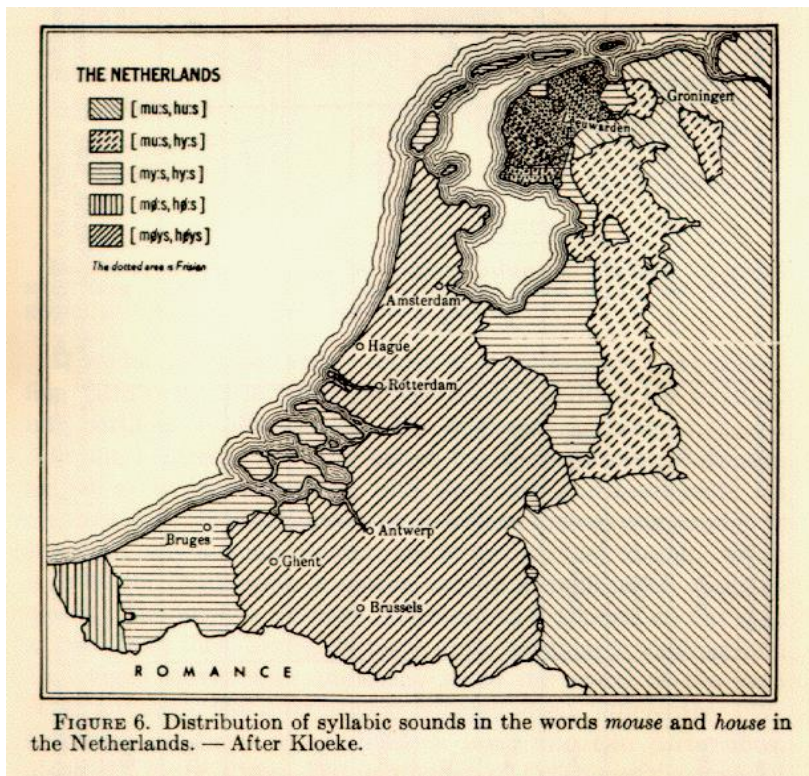 THE NETHERLANDS
[mu:s, hu:s]
[mu:s, hy:s]
[my:s, hy:s]
[mø:s, hø:s]
[møys, høys]
The dotted area is Frisian
Groningen
Leeuwarden
Amsterdam
Hague
Rotterdam
Bruges
Antwerp
Ghent
Brussels
ROMANCE
FIGURE 6. Distribution of syllabic sounds in the words mouse and house in
the Netherlands. — After Kloeke.